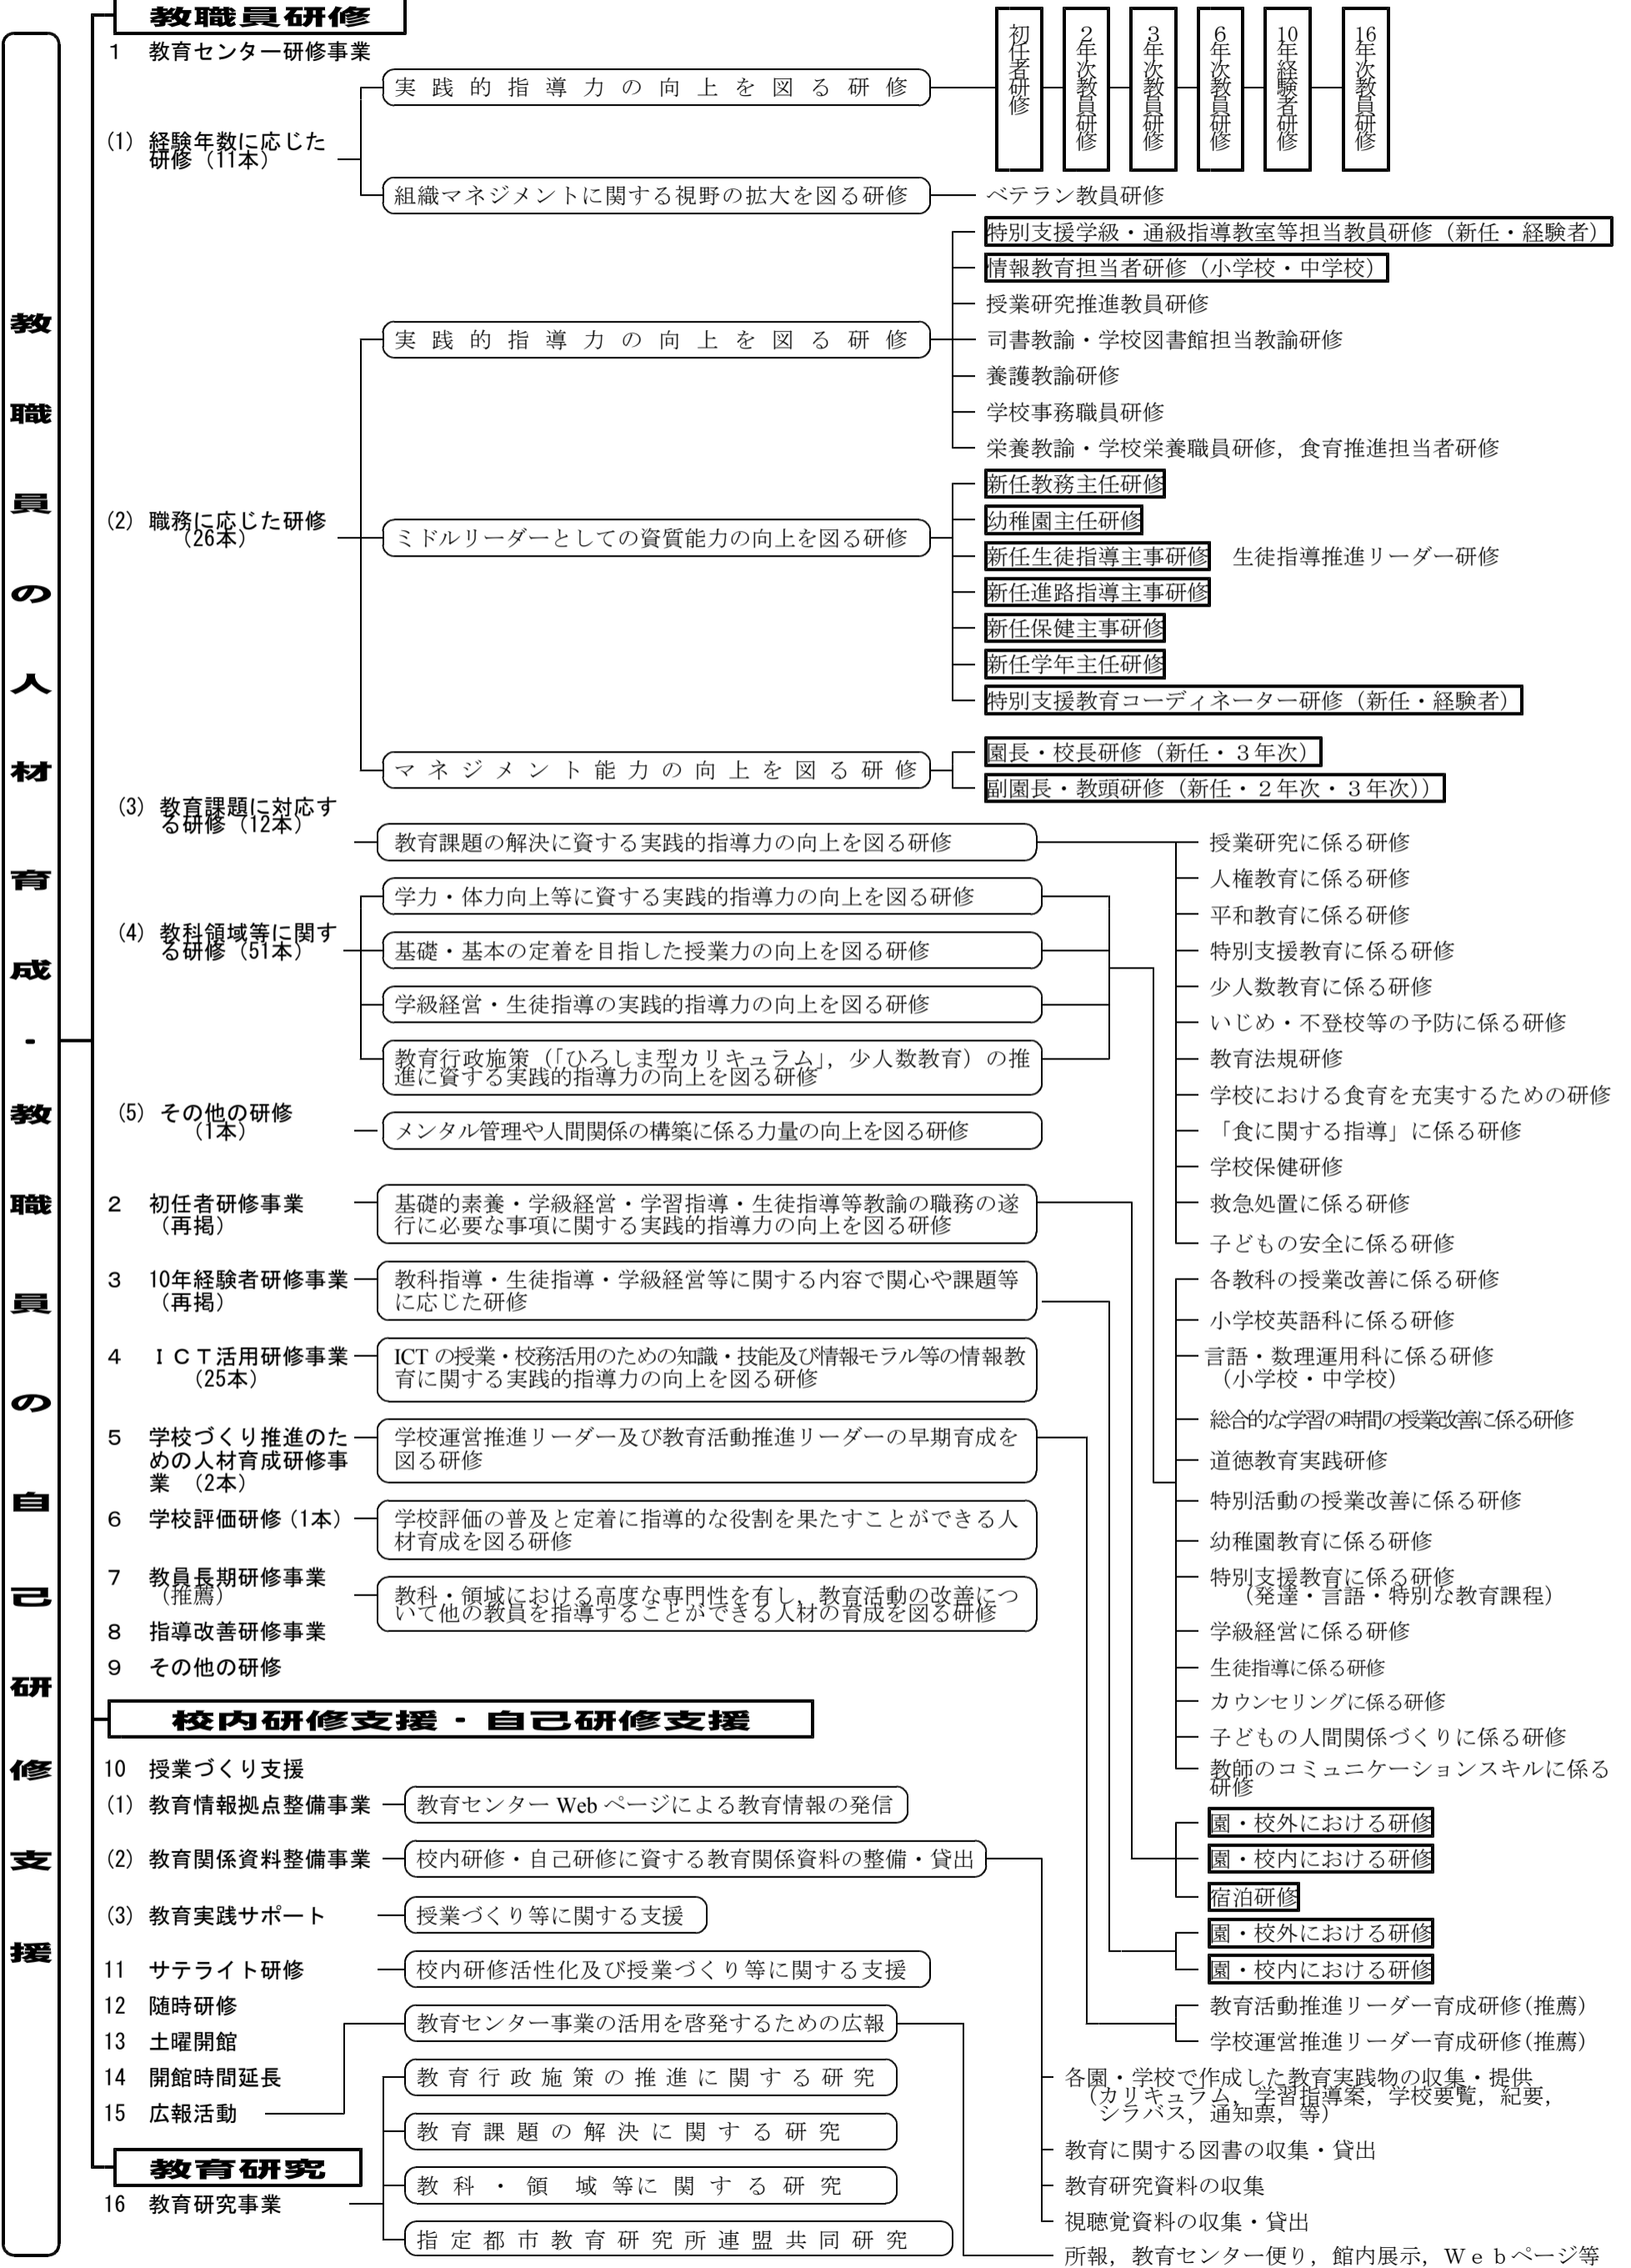 教職員の人材育成・教職員の自己研修支援
教職員研修
1 教育センター研修事業
(1) 経験年数に応じた
研修（11本）
実践的指導力の向上を図る研修
初任者研修
２年次教員研修
３年次教員研修
６年次教員研修
10年経験者研修
16年次教員研修
組織マネジメントに関する視野の拡大を図る研修
ベテラン教員研修
(2) 職務に応じた研修
（26本）
実践的指導力の向上を図る研修
特別支援学級・通級指導教室等担当教員研修（新任・経験者）
情報教育担当者研修（小学校・中学校）
授業研究推進教員研修
司書教諭・学校図書館担当教諭研修
養護教諭研修
学校事務職員研修
栄養教諭・学校栄養職員研修，食育推進担当者研修
ミドルリーダーとしての資質能力の向上を図る研修
新任教務主任研修
幼稚園主任研修
新任生徒指導主事研修　生徒指導推進リーダー研修
新任進路指導主事研修
新任保健主事研修
新任学年主任研修
特別支援教育コーディネーター研修（新任・経験者）
マネジメント能力の向上を図る研修
園長・校長研修（新任・３年次）
副園長・教頭研修（新任・２年次・３年次））
(3) 教育課題に対応す
る研修（12本）
教育課題の解決に資する実践的指導力の向上を図る研修
授業研究に係る研修
人権教育に係る研修
平和教育に係る研修
特別支援教育に係る研修
少人数教育に係る研修
いじめ・不登校等の予防に係る研修
教育法規研修
学校における食育を充実するための研修
「食に関する指導」に係る研修
学校保健研修
救急処置に係る研修
子どもの安全に係る研修
(4) 教科領域等に関す
る研修（51本）
学力・体力向上等に資する実践的指導力の向上を図る研修
基礎・基本の定着を目指した授業力の向上を図る研修
学級経営・生徒指導の実践的指導力の向上を図る研修
教育行政施策（「ひろしま型カリキュラム」，少人数教育）の推
進に資する実践的指導力の向上を図る研修
各教科の授業改善に係る研修
小学校英語科に係る研修
言語・数理運用科に係る研修
（小学校・中学校）
総合的な学習の時間の授業改善に係る研修
道徳教育実践研修
特別活動の授業改善に係る研修
幼稚園教育に係る研修
特別支援教育に係る研修
（発達・言語・特別な教育課程）
学級経営に係る研修
生徒指導に係る研修
カウンセリングに係る研修
子どもの人間関係づくりに係る研修
教師のコミュニケーションスキルに係る
研修
(5) その他の研修
（1本）
メンタル管理や人間関係の構築に係る力量の向上を図る研修
2 初任者研修事業
（再掲）
基礎的素養・学級経営・学習指導・生徒指導等教諭の職務の遂
行に必要な事項に関する実践的指導力の向上を図る研修
園・校外における研修
園・校内における研修
宿泊研修
3 10年経験者研修事業
（再掲）
教科指導・生徒指導・学級経営等に関する内容で関心や課題等
に応じた研修
園・校外における研修
園・校内における研修
4 ＩＣＴ活用研修事業
（25本）
ICTの授業・校務活用のための知識・技能及び情報モラル等の情報教
育に関する実践的指導力の向上を図る研修
5 学校づくり推進のた
めの人材育成研修事
業 （2本）
学校運営推進リーダー及び教育活動推進リーダーの早期育成を
図る研修
教育活動推進リーダー育成研修(推薦）
学校運営推進リーダー育成研修(推薦）
6 学校評価研修（1本）
学校評価の普及と定着に指導的な役割を果たすことができる人
材育成を図る研修
7 教員長期研修事業
（推薦）
教科・領域における高度な専門性を有し，教育活動の改善につ
いて他の教員を指導することができる人材の育成を図る研修
8 指導改善研修事業
9 その他の研修
校内研修支援・自己研修支援
10 授業づくり支援
(1) 教育情報拠点整備事業
教育センターWebページによる教育情報の発信
(2) 教育関係資料整備事業
校内研修・自己研修に資する教育関係資料の整備・貸出
各園・学校で作成した教育実践物の収集・提供
（カリキュラム，学習指導案，学校要覧，紀要，
シラバス，通知票，等）
教育に関する図書の収集・貸出
教育研究資料の収集
視聴覚資料の収集・貸出
(3) 教育実践サポート
授業づくり等に関する支援
11 サテライト研修
校内研修活性化及び授業づくり等に関する支援
12 随時研修
13 土曜開館
14 開館時間延長
15 広報活動
教育センター事業の活用を啓発するための広報
所報，教育センター便り，館内展示，Ｗｅｂページ等
教育研究
16 教育研究事業
教育行政施策の推進に関する研究
教育課題の解決に関する研究
教科・領域等に関する研究
指定都市教育研究所連盟共同研究